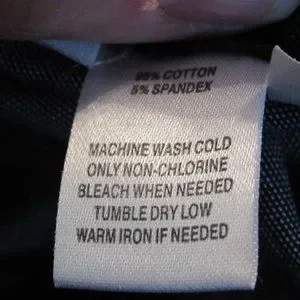 95% COTTON
5% SPANDEX
MACHINE WASH COLD
ONLY NON-CHLORINE
BLEACH WHEN NEEDED
TUMBLE DRY LOW
WARM IRON IF NEEDED